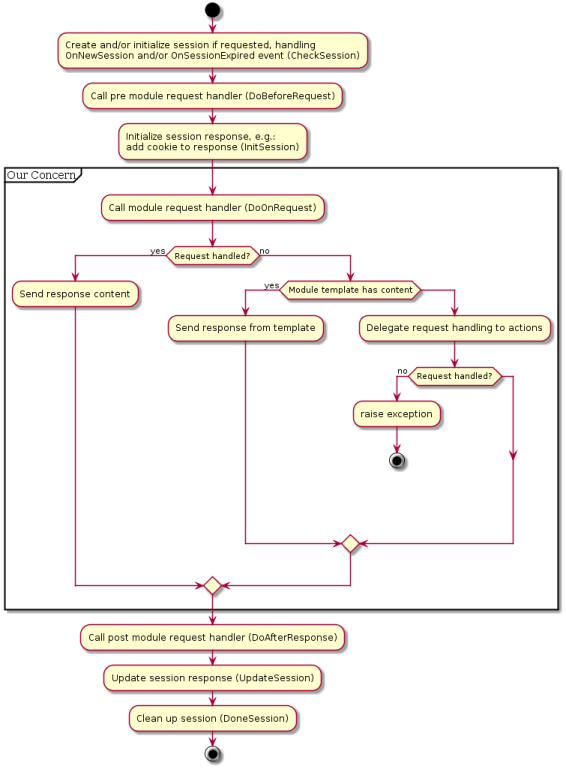 Create and/or initialize session if requested, handling
OnNewSession and/or OnSessionExpired event (CheckSession)
Call pre module request handler (DoBeforeRequest)
Initialize session response, e.g.:
add cookie to response (InitSession)
Our Concern
Call module request handler (DoOnRequest)
yes
Request handled?
no
Send response content
yes
Module template has content
Send response from template
Delegate request handling to actions
no
Request handled?
raise exception
Call post module request handler (DoAfterResponse)
Update session response (UpdateSession)
Clean up session (DoneSession)